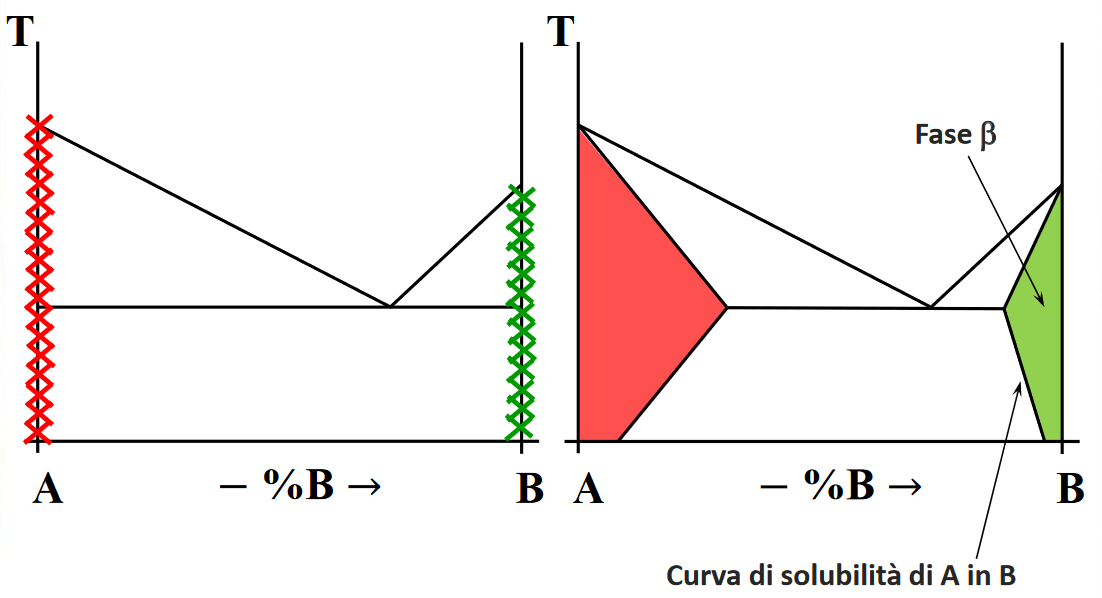 T
T
Fase β
A
– %B →
B
A
– %B →
B
Curva di solubilità di A in B